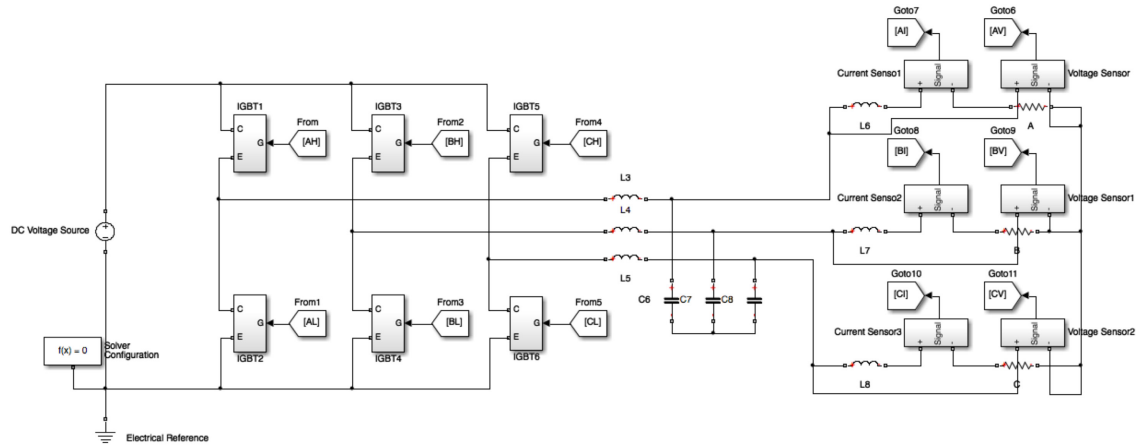 Goto7
Goto6
[AI]
[AV]
Current Senso1
Signal
+ -
Signal
+ -
Voltage Sensor
IGBT1
IGBT3
IGBT5
From
From2
From4
C
G
E
[AH]
C
G
E
[BH]
C
G
E
[CH]
L6
A
Goto8
Goto9
[BI]
[BV]
L3
L4
Current Senso2
Signal
+ -
Signal
+ -
Voltage Sensor1
DC Voltage Source
+
−
L7
B
L5
Goto10
Goto11
[CI]
[CV]
From1
From3
From5
C
G
E
[AL]
C
G
E
[BL]
C
G
E
[CL]
C6
C7
C8
Current Sensor3
Signal
+ -
Signal
+ -
Voltage Sensor2
f(x) = 0
Solver
Configuration
IGBT2
IGBT4
IGBT6
L8
C
Electrical Reference